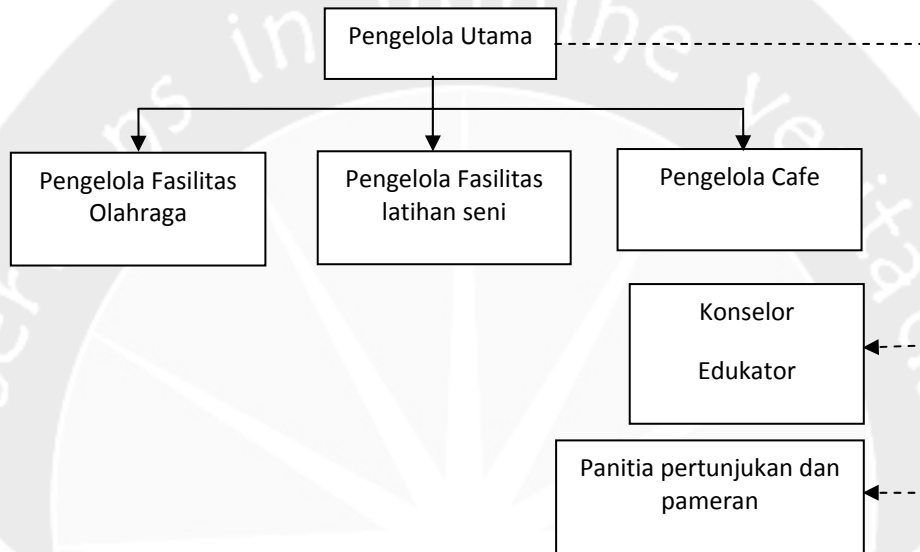 Pengelola Utama
Pengelola Fasilitas
Olahraga
Pengelola Fasilitas
latihan seni
Pengelola Cafe
Konselor
Edukator
Panitia pertunjukan dan
pameran